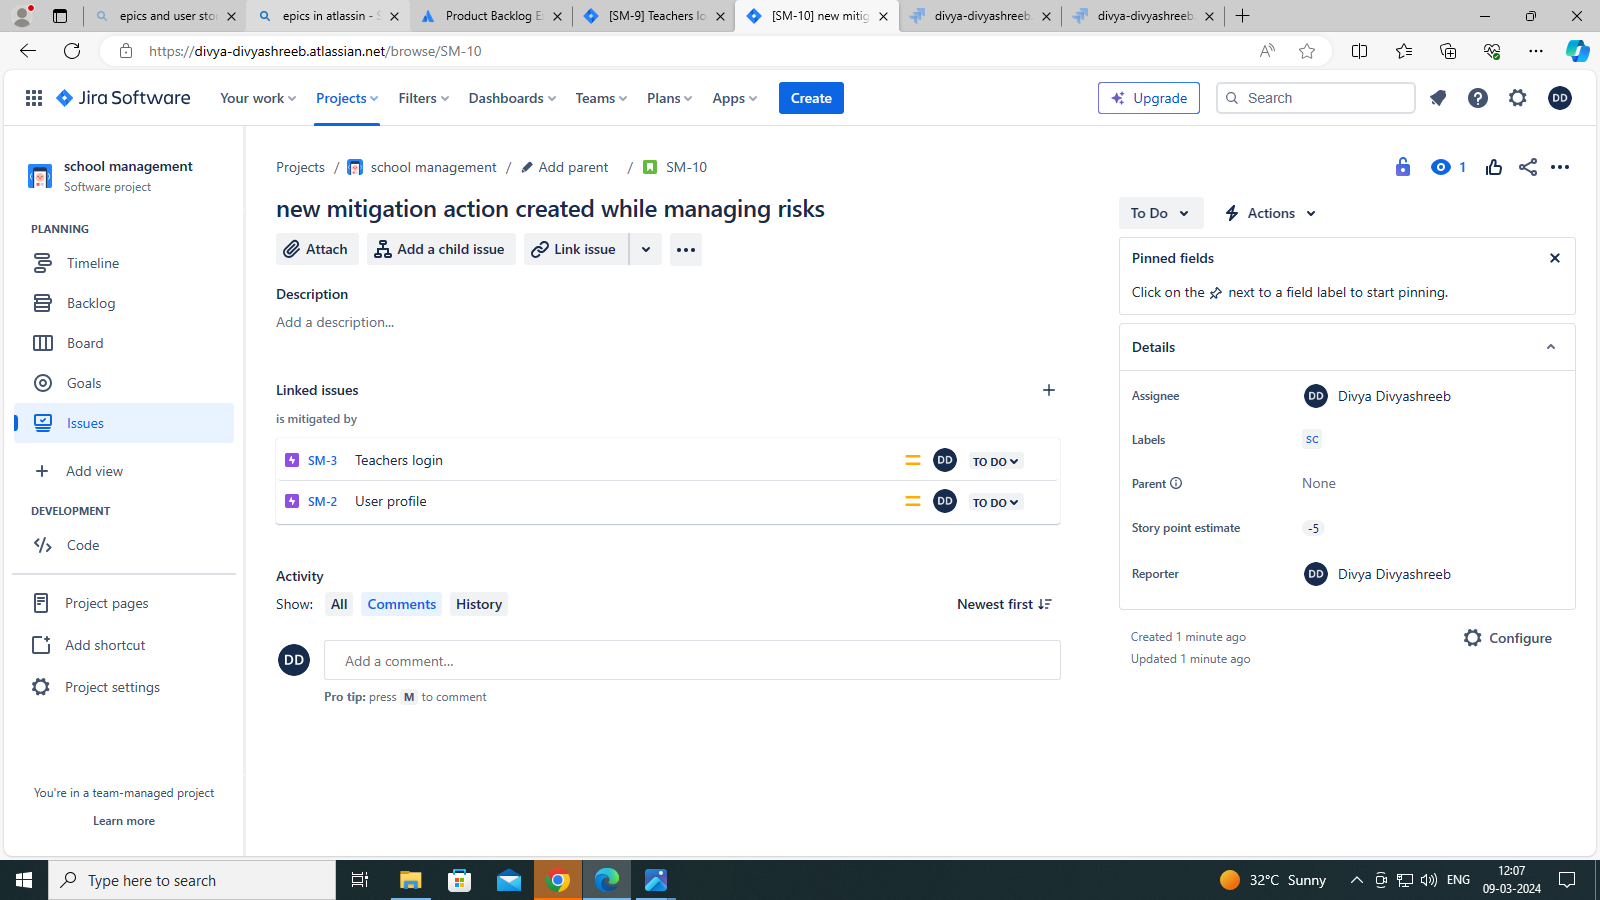 epics and user sto
epics in atlassin - S
Product Backlog E
[SM-9] Teachers lo
[SM-10] new mitig
divya-divyashreeb.
divya-divyashreeb.
https://divya-divyashreeb.atlassian.net/browse/SM-10
Jira Software
Your work
Projects
Filters
Dashboards
Teams
Plans
Apps
Create
Upgrade
Search
DD
school management
Software project
PLANNING
Timeline
Backlog
Board
Goals
Issues
Add view
DEVELOPMENT
Code
Project pages
Add shortcut
Project settings
You're in a team-managed project
Learn more
Projects / school management / Add parent / SM-10
1
new mitigation action created while managing risks
Attach
Add a child issue
Link issue
Description
Add a description...
Linked issues
is mitigated by
SM-3 Teachers login DD TO DO
SM-2 User profile DD TO DO
Activity
Show: All Comments History
Newest first
DD Add a comment...
Pro tip: press M to comment
To Do
Actions
Pinned fields
Click on the next to a field label to start pinning.
Details
Assignee DD Divya Divyashreeb
Labels sc
Parent None
Story point estimate -5
Reporter DD Divya Divyashreeb
Created 1 minute ago
Updated 1 minute ago
Configure
Type here to search
32°C Sunny
ENG
12:07
09-03-2024